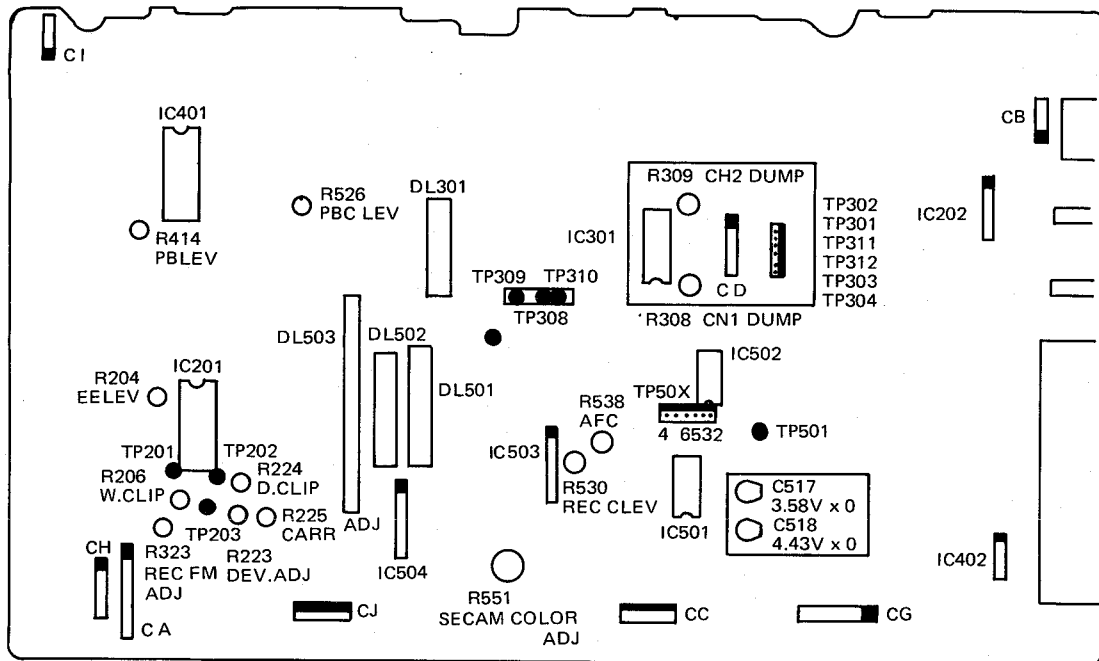 CI
IC401
CB
R526
PBC LEV
DL301
R309 CH2 DUMP
TP302
TP301
TP311
TP312
TP303
TP304
IC202
R414
PBLEV
IC301
CD
TP309 TP310
TP308
R308 CN1 DUMP
DL503
DL502
DL501
IC502
IC201
R204
EELEV
TP50X
4 6532
R538
AFC
TP501
TP201
TP202
R206
W.CLIP
R224
D.CLIP
IC503
R530
REC CLEV
C517
3.58V x 0
C518
4.43V x 0
IC501
TP203
R225
CARR
ADJ
CH
R323
REC FM
ADJ
R223
DEV.ADJ
IC504
IC402
R551
SECAM COLOR
ADJ
CA
CJ
CC
CG